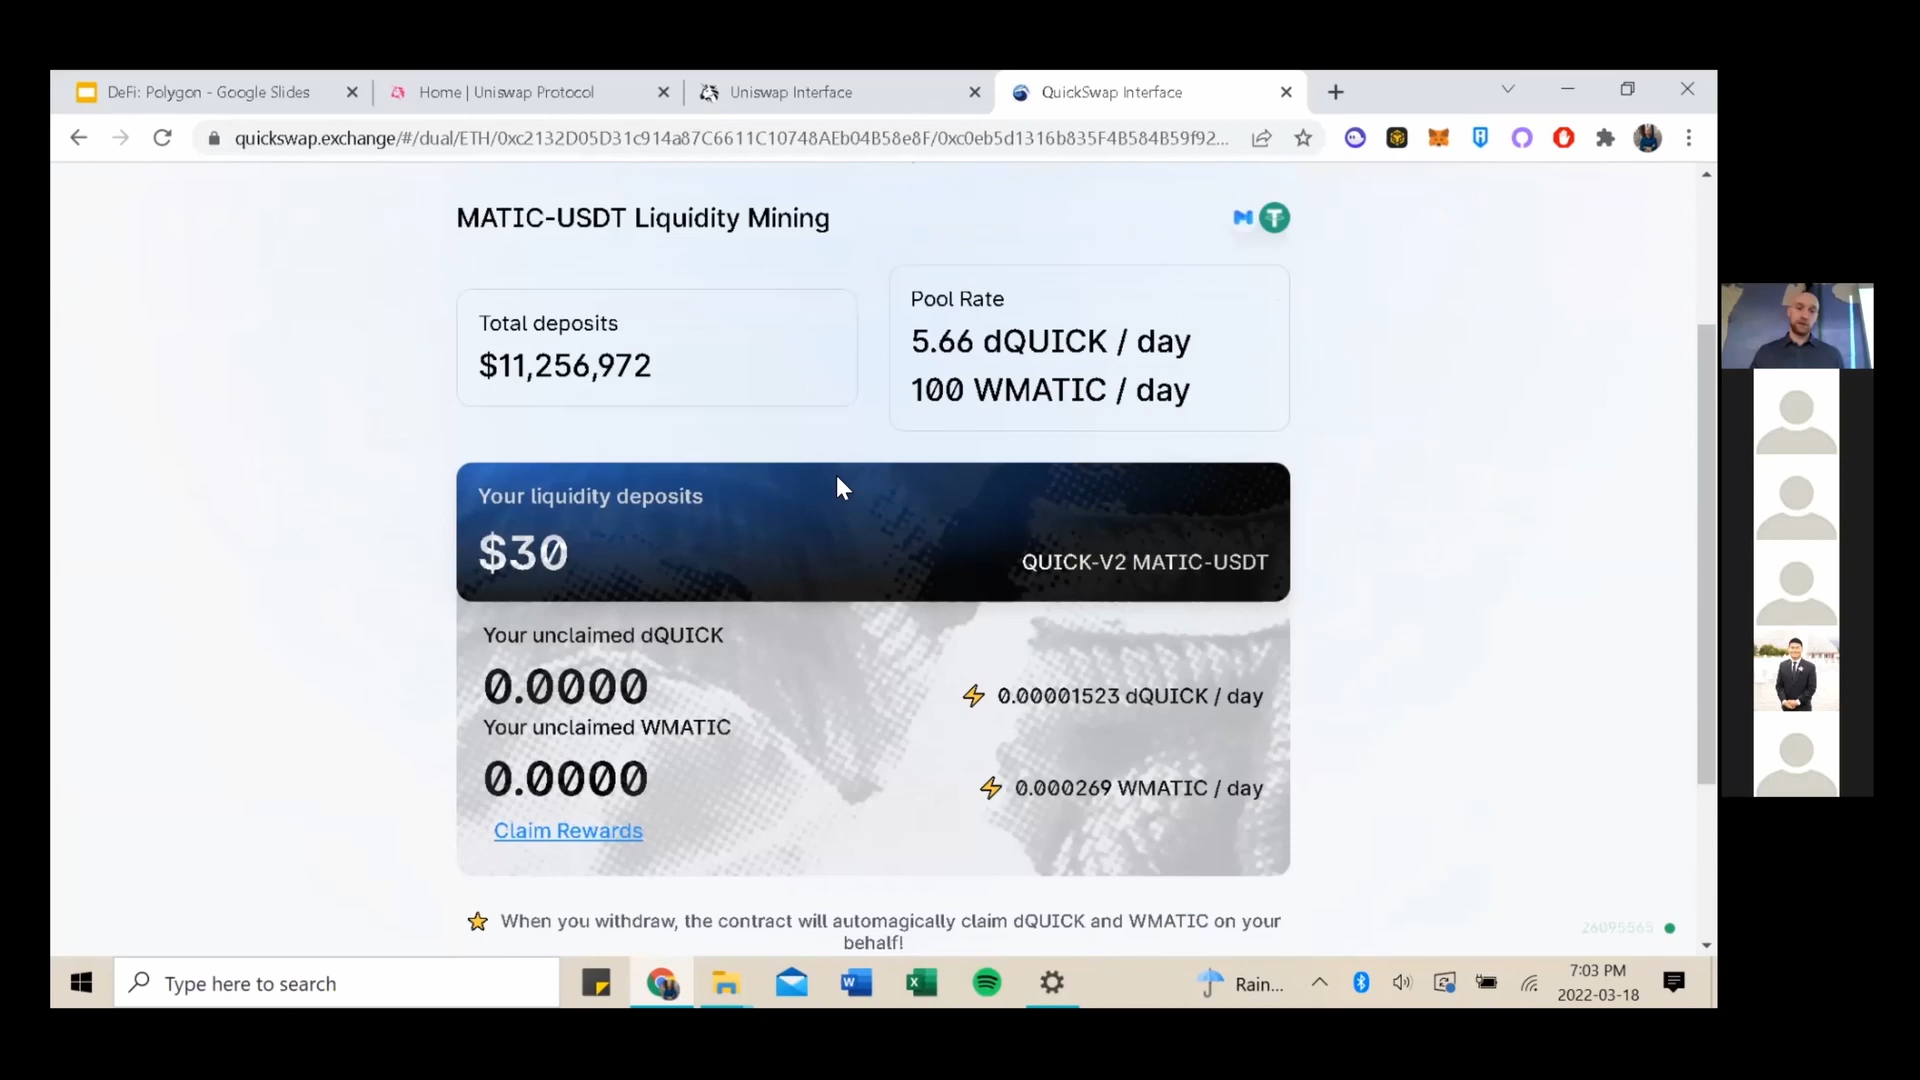 DeFi: Polygon - Google Slides
Home | Uniswap Protocol
Uniswap Interface
QuickSwap Interface
quickswap.exchange/#/dual/ETH/0xc2132D05D31c914a87C6611C10748AEb04B58e8F/0xc0eb5d1316b835F4B584B59f92...
MATIC-USDT Liquidity Mining
Total deposits
$11,256,972
Pool Rate
5.66 dQUICK / day
100 WMATIC / day
Your liquidity deposits
$30
QUICK-V2 MATIC-USDT
Your unclaimed dQUICK
0.0000
0.00001523 dQUICK / day
Your unclaimed WMATIC
0.0000
0.000269 WMATIC / day
Claim Rewards
When you withdraw, the contract will automagically claim dQUICK and WMATIC on your
behalf!
26095565
Type here to search
Rain...
7:03 PM
2022-03-18